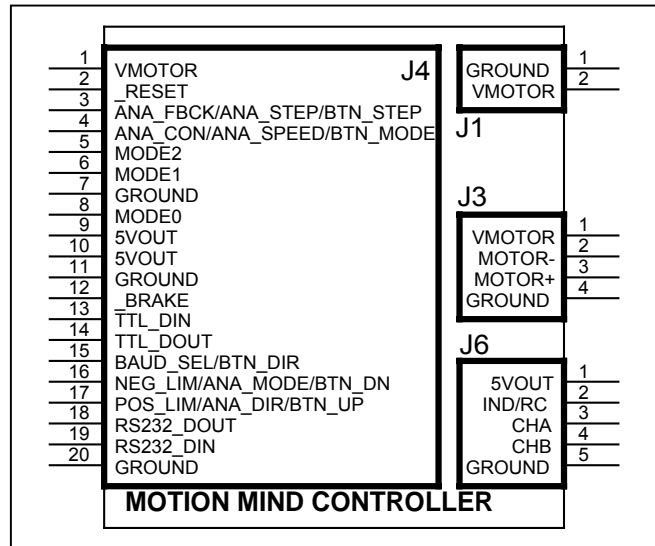 1 VMOTOR
2 _RESET
3 ANA_FBCK/ANA_STEP/BTN_STEP
4 ANA_CON/ANA_SPEED/BTN_MODE
5 MODE2
6 MODE1
7 GROUND
8 MODE0
9 5VOUT
10 5VOUT
11 GROUND
12 _BRAKE
13 TTL_DIN
14 TTL_DOUT
15 BAUD_SEL/BTN_DIR
16 NEG_LIM/ANA_MODE/BTN_DN
17 POS_LIM/ANA_DIR/BTN_UP
18 RS232_DOUT
19 RS232_DIN
20 GROUND
J4
GROUND 1
VMOTOR 2
J1
J3
VMOTOR 1
MOTOR- 2
MOTOR+ 3
GROUND 4
J6
5VOUT 1
IND/RC 2
CHA 3
CHB 4
GROUND 5
MOTION MIND CONTROLLER